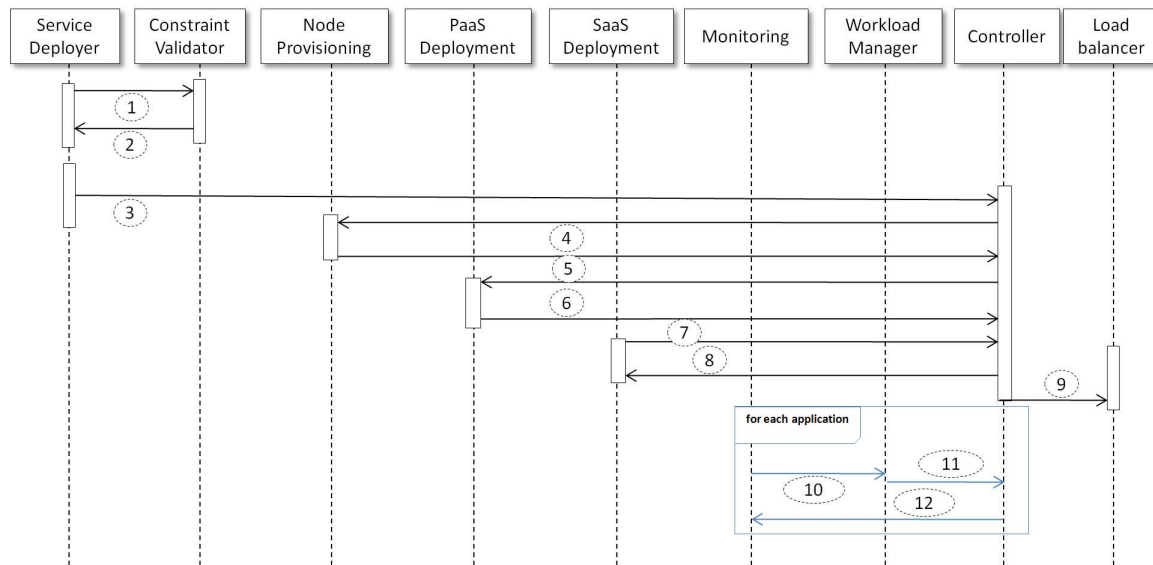 Service
Deployer
Constraint
Validator
Node
Provisioning
PaaS
Deployment
SaaS
Deployment
Monitoring
Workload
Manager
Controller
Load
balancer
1
2
3
4
5
6
7
8
9
for each application
11
10
12